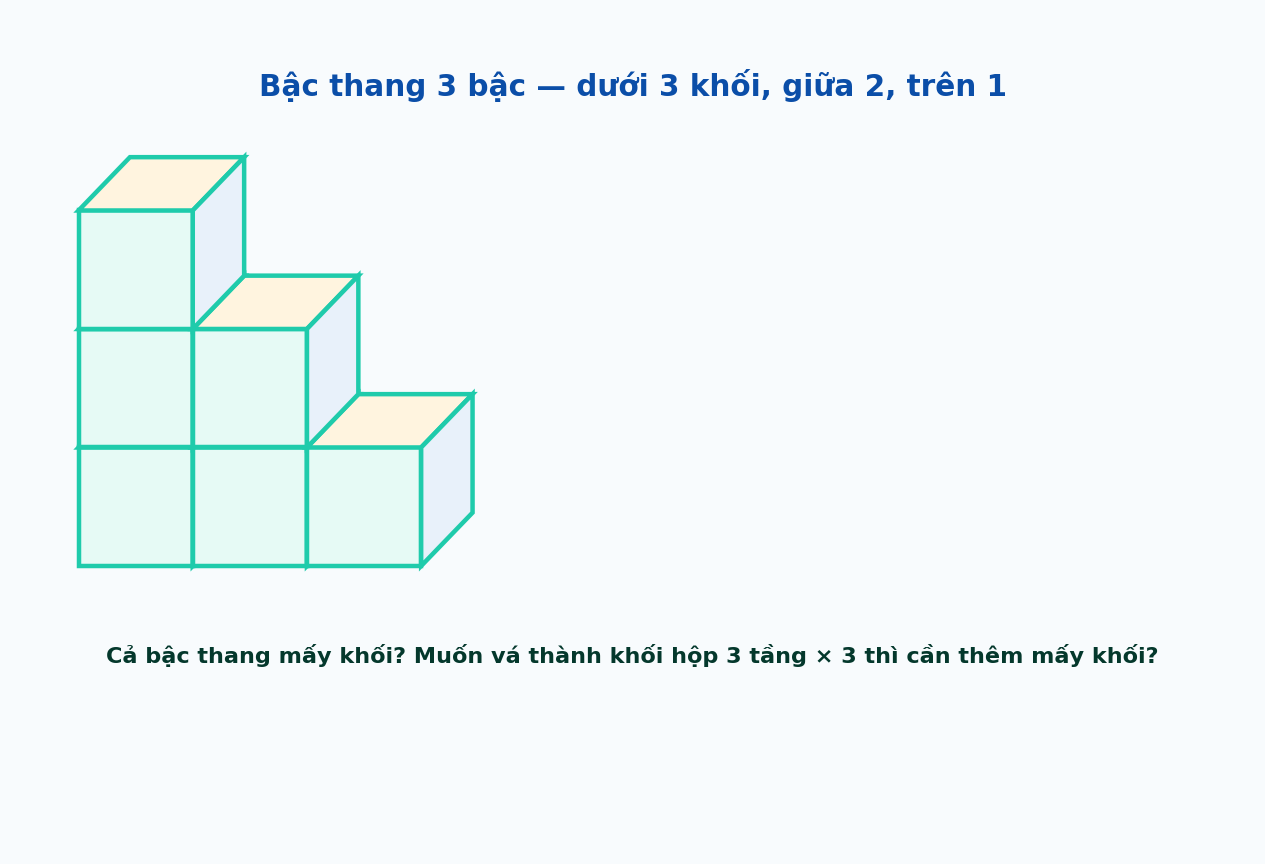 Bậc thang 3 bậc — dưới 3 khối, giữa 2, trên 1
Cả bậc thang mấy khối? Muốn vá thành khối hộp 3 tầng × 3 thì cần thêm mấy khối?